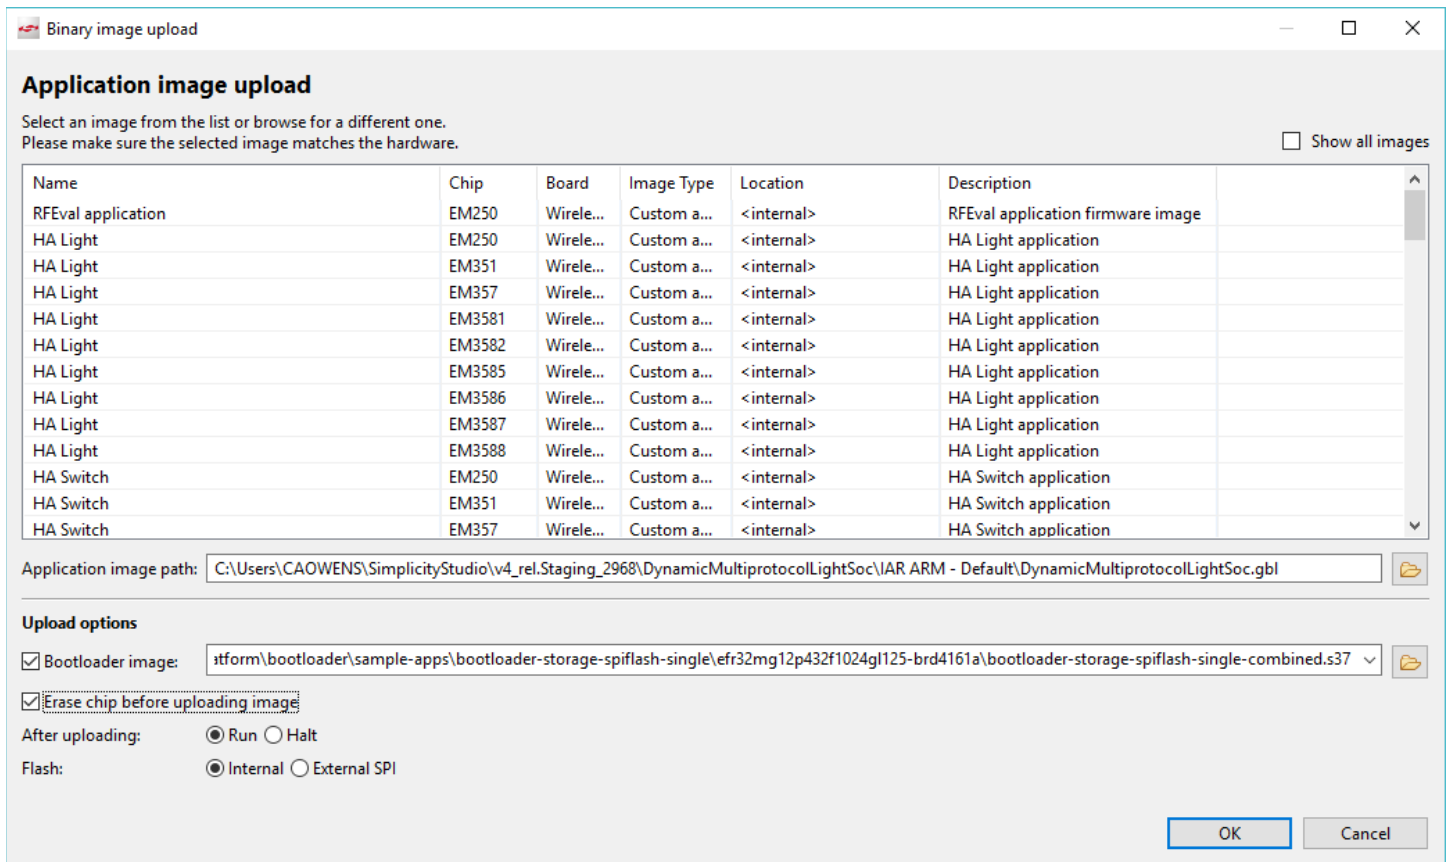 Binary image upload
Application image upload
Select an image from the list or browse for a different one.
Please make sure the selected image matches the hardware.
Show all images
Name Chip Board Image Type Location Description
RFEval application EM250 Wirele... Custom a... <internal> RFEval application firmware image
HA Light EM250 Wirele... Custom a... <internal> HA Light application
HA Light EM351 Wirele... Custom a... <internal> HA Light application
HA Light EM357 Wirele... Custom a... <internal> HA Light application
HA Light EM3581 Wirele... Custom a... <internal> HA Light application
HA Light EM3582 Wirele... Custom a... <internal> HA Light application
HA Light EM3585 Wirele... Custom a... <internal> HA Light application
HA Light EM3586 Wirele... Custom a... <internal> HA Light application
HA Light EM3587 Wirele... Custom a... <internal> HA Light application
HA Light EM3588 Wirele... Custom a... <internal> HA Light application
HA Switch EM250 Wirele... Custom a... <internal> HA Switch application
HA Switch EM351 Wirele... Custom a... <internal> HA Switch application
HA Switch EM357 Wirele... Custom a... <internal> HA Switch application
Application image path: C:\Users\CAOWENS\SimplicityStudio\v4_rel.Staging_2968\DynamicMultiprotocolLightSoc\IAR ARM - Default\DynamicMultiprotocolLightSoc.gbl
Upload options
Bootloader image: atform\bootloader\sample-apps\bootloader-storage-spiflash-single\efr32mg12p432f1024gl125-brd4161a\bootloader-storage-spiflash-single-combined.s37
Erase chip before uploading image
After uploading: Run Halt
Flash: Internal External SPI
OK Cancel